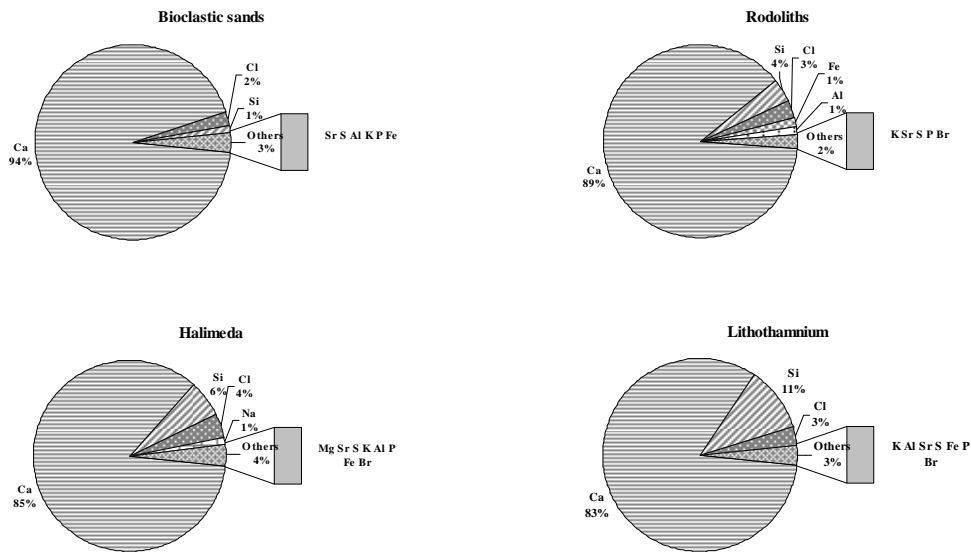 Bioclastic sands
Cl
2%
Si
1%
Others
3%
Sr S Al K P Fe
Ca
94%
Rodoliths
Si
4%
Cl
3%
Fe
1%
Al
1%
Others
2%
K Sr S P Br
Ca
89%
Halimeda
Si
6%
Cl
4%
Na
1%
Others
4%
Mg Sr S K Al P
Fe Br
Ca
85%
Lithothamnium
Si
11%
Cl
3%
Others
3%
K Al Sr S Fe P
Br
Ca
83%